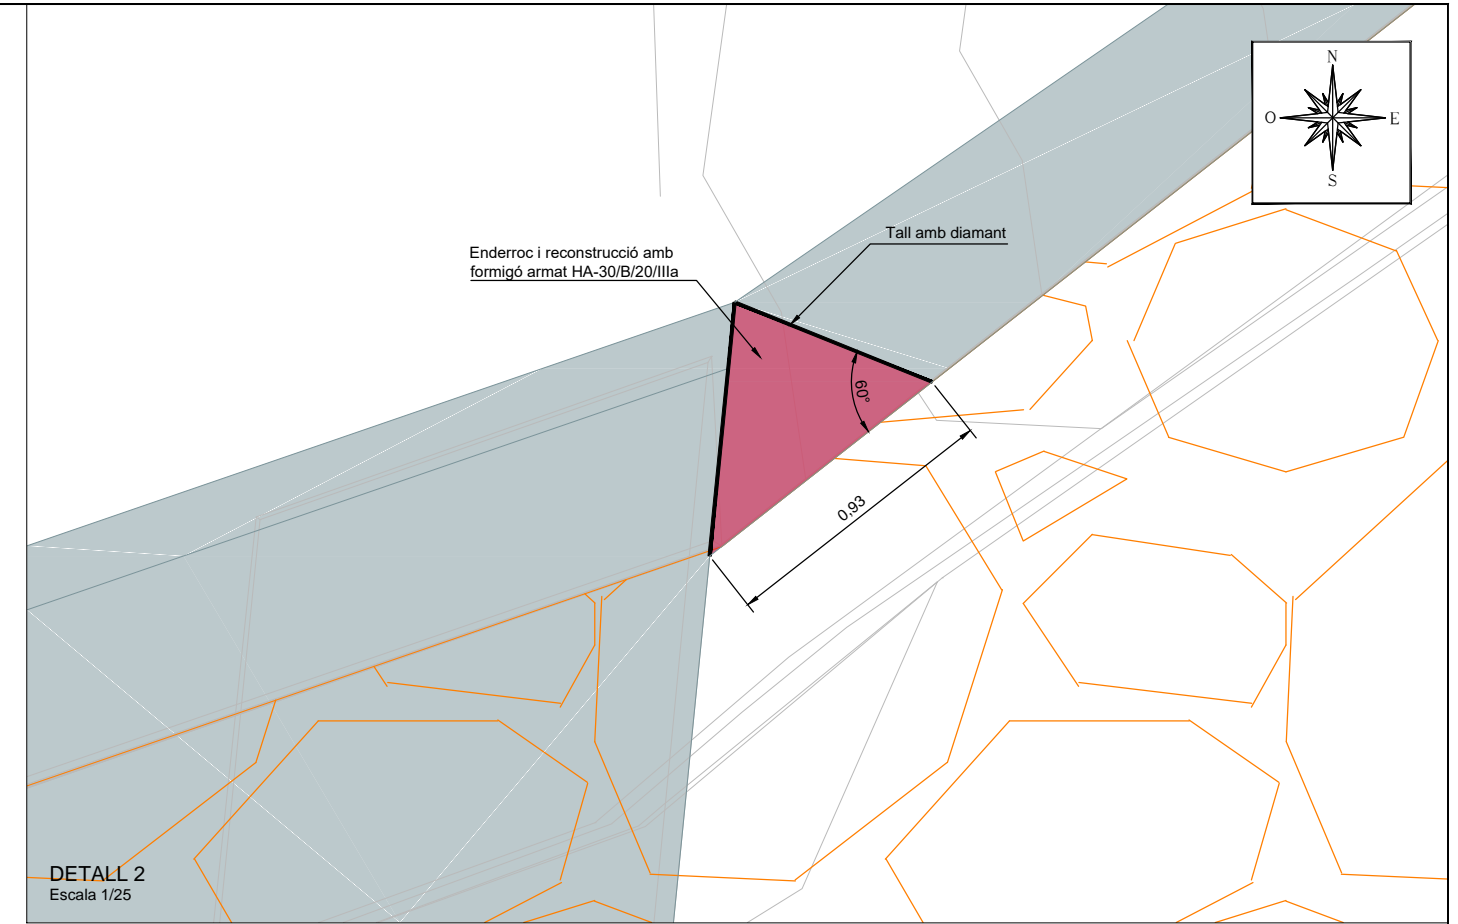 N
O
E
S
Tall amb diamant
Enderroc i reconstrucció amb
formigó armat HA-30/B/20/IIIa
60°
0,93
DETALL 2
Escala 1/25